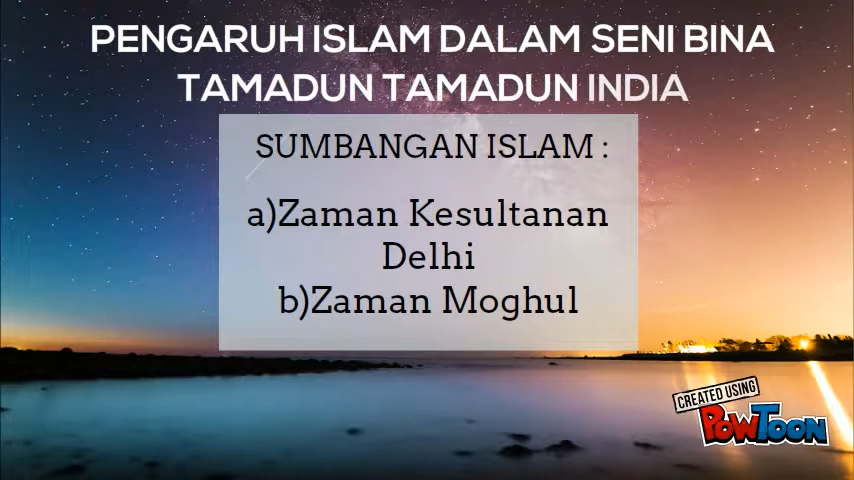 PENGARUH ISLAM DALAM SENI BINA
TAMADUN TAMADUN INDIA
SUMBANGAN ISLAM :
a)Zaman Kesultanan
Delhi
b)Zaman Moghul
CREATED USING
POWTOON